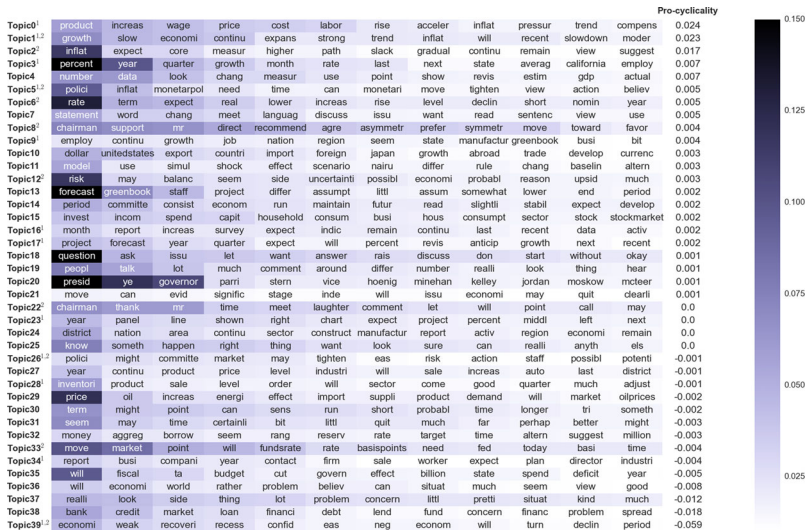 Pro-cyclicality
Topic0¹ product increas wage price cost labor rise acceler inflat pressur trend compens 0.024
Topic1¹,² growth slow economi continu expans strong trend inflat will recent slowdown moder 0.023
Topic2² inflat expect core measur higher path slack gradual continu remain view suggest 0.017
Topic3¹ percent year quarter growth month rate last next state averag california employ 0.007
Topic4 number data look chang measur use point show revis estim gdp actual 0.007
Topic5¹,² polici inflat monetarpol need time can monetari move tighten view action believ 0.005
Topic6² rate term expect real lower increas rise level declin short nomin year 0.005
Topic7 statement word chang meet languag discuss issu want read sentenc view use 0.005
Topic8² chairman support mr direct recommend agre asymmetr prefer symmetr move toward favor 0.004
Topic9¹ employ continu growth job nation region seem state manufactur greenbook busi bit 0.004
Topic10 dollar unitedstates export countri import foreign japan growth abroad trade develop currenc 0.003
Topic11 model use simul shock effect scenario nairu differ rule chang baselin altern 0.003
Topic12² risk may balanc seem side uncertainti possibl economi probabl reason upsid much 0.003
Topic13 forecast greenbook staff project differ assumpt littl assum somewhat lower end period 0.002
Topic14 period committe consist econom run maintain futur read slightli stabil expect develop 0.002
Topic15 invest incom spend capit household consum busi hous consumpt sector stock stockmarket 0.002
Topic16¹ month report increas survey expect indic remain continu last recent data activ 0.002
Topic17¹ project forecast year quarter expect will percent revis anticip growth next recent 0.002
Topic18 question ask issu let want answer rais discuss don start without okay 0.001
Topic19 peopl talk lot much comment around differ number realli look thing hear 0.001
Topic20 presid ye governor parri stern vice hoenig minehan kelley jordan moskow mcteer 0.001
Topic21 move can evid signific stage inde will issu economi may quit clearli 0.001
Topic22² chairman thank mr time meet laughter comment let will point call may 0.0
Topic23¹ year panel line shown right chart expect project percent middl left next 0.0
Topic24 district nation area continu sector construct manufactur report activ region economi remain 0.0
Topic25 know someth happen right thing want look sure can realli anyth els 0.0
Topic26¹,² polici might committe market may tighten eas risk action staff possibl potenti -0.001
Topic27 year continu product price level industri will sale increas auto last district -0.001
Topic28¹ inventori product sale level order will sector come good quarter much adjust -0.001
Topic29 price oil increas energi effect import suppli product demand will market oilprices -0.002
Topic30 term might point can sens run short probabl time longer tri someth -0.002
Topic31 seem may time certainli bit littl quit much far perhap better might -0.003
Topic32 money aggreg borrow seem rang reserv rate target time altern suggest million -0.003
Topic33² move market point will fundsrate rate basispoints need fed today basi time -0.004
Topic34¹ report busi compani year contact firm sale worker expect plan director industri -0.004
Topic35 will fiscal ta budget cut govern effect billion state spend deficit year -0.005
Topic36 will economi world rather problem believ can situat much seem view good -0.008
Topic37 realli look side thing lot problem concern littl pretti situat kind much -0.012
Topic38 bank credit market loan financi debt lend fund economi financ problem spread -0.018
Topic39¹,² economi weak recoveri recess confid eas neg econom will turn declin period -0.059
0.150
0.125
0.100
0.075
0.050
0.025